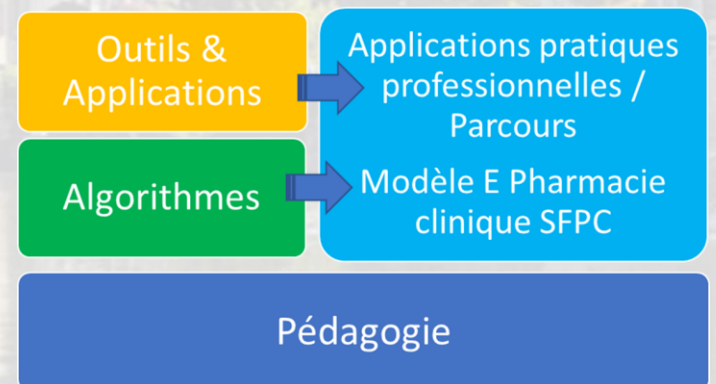 Outils &
Applications
Applications pratiques
professionnelles /
Parcours
Algorithmes
Modèle E Pharmacie
clinique SFPC
Pédagogie